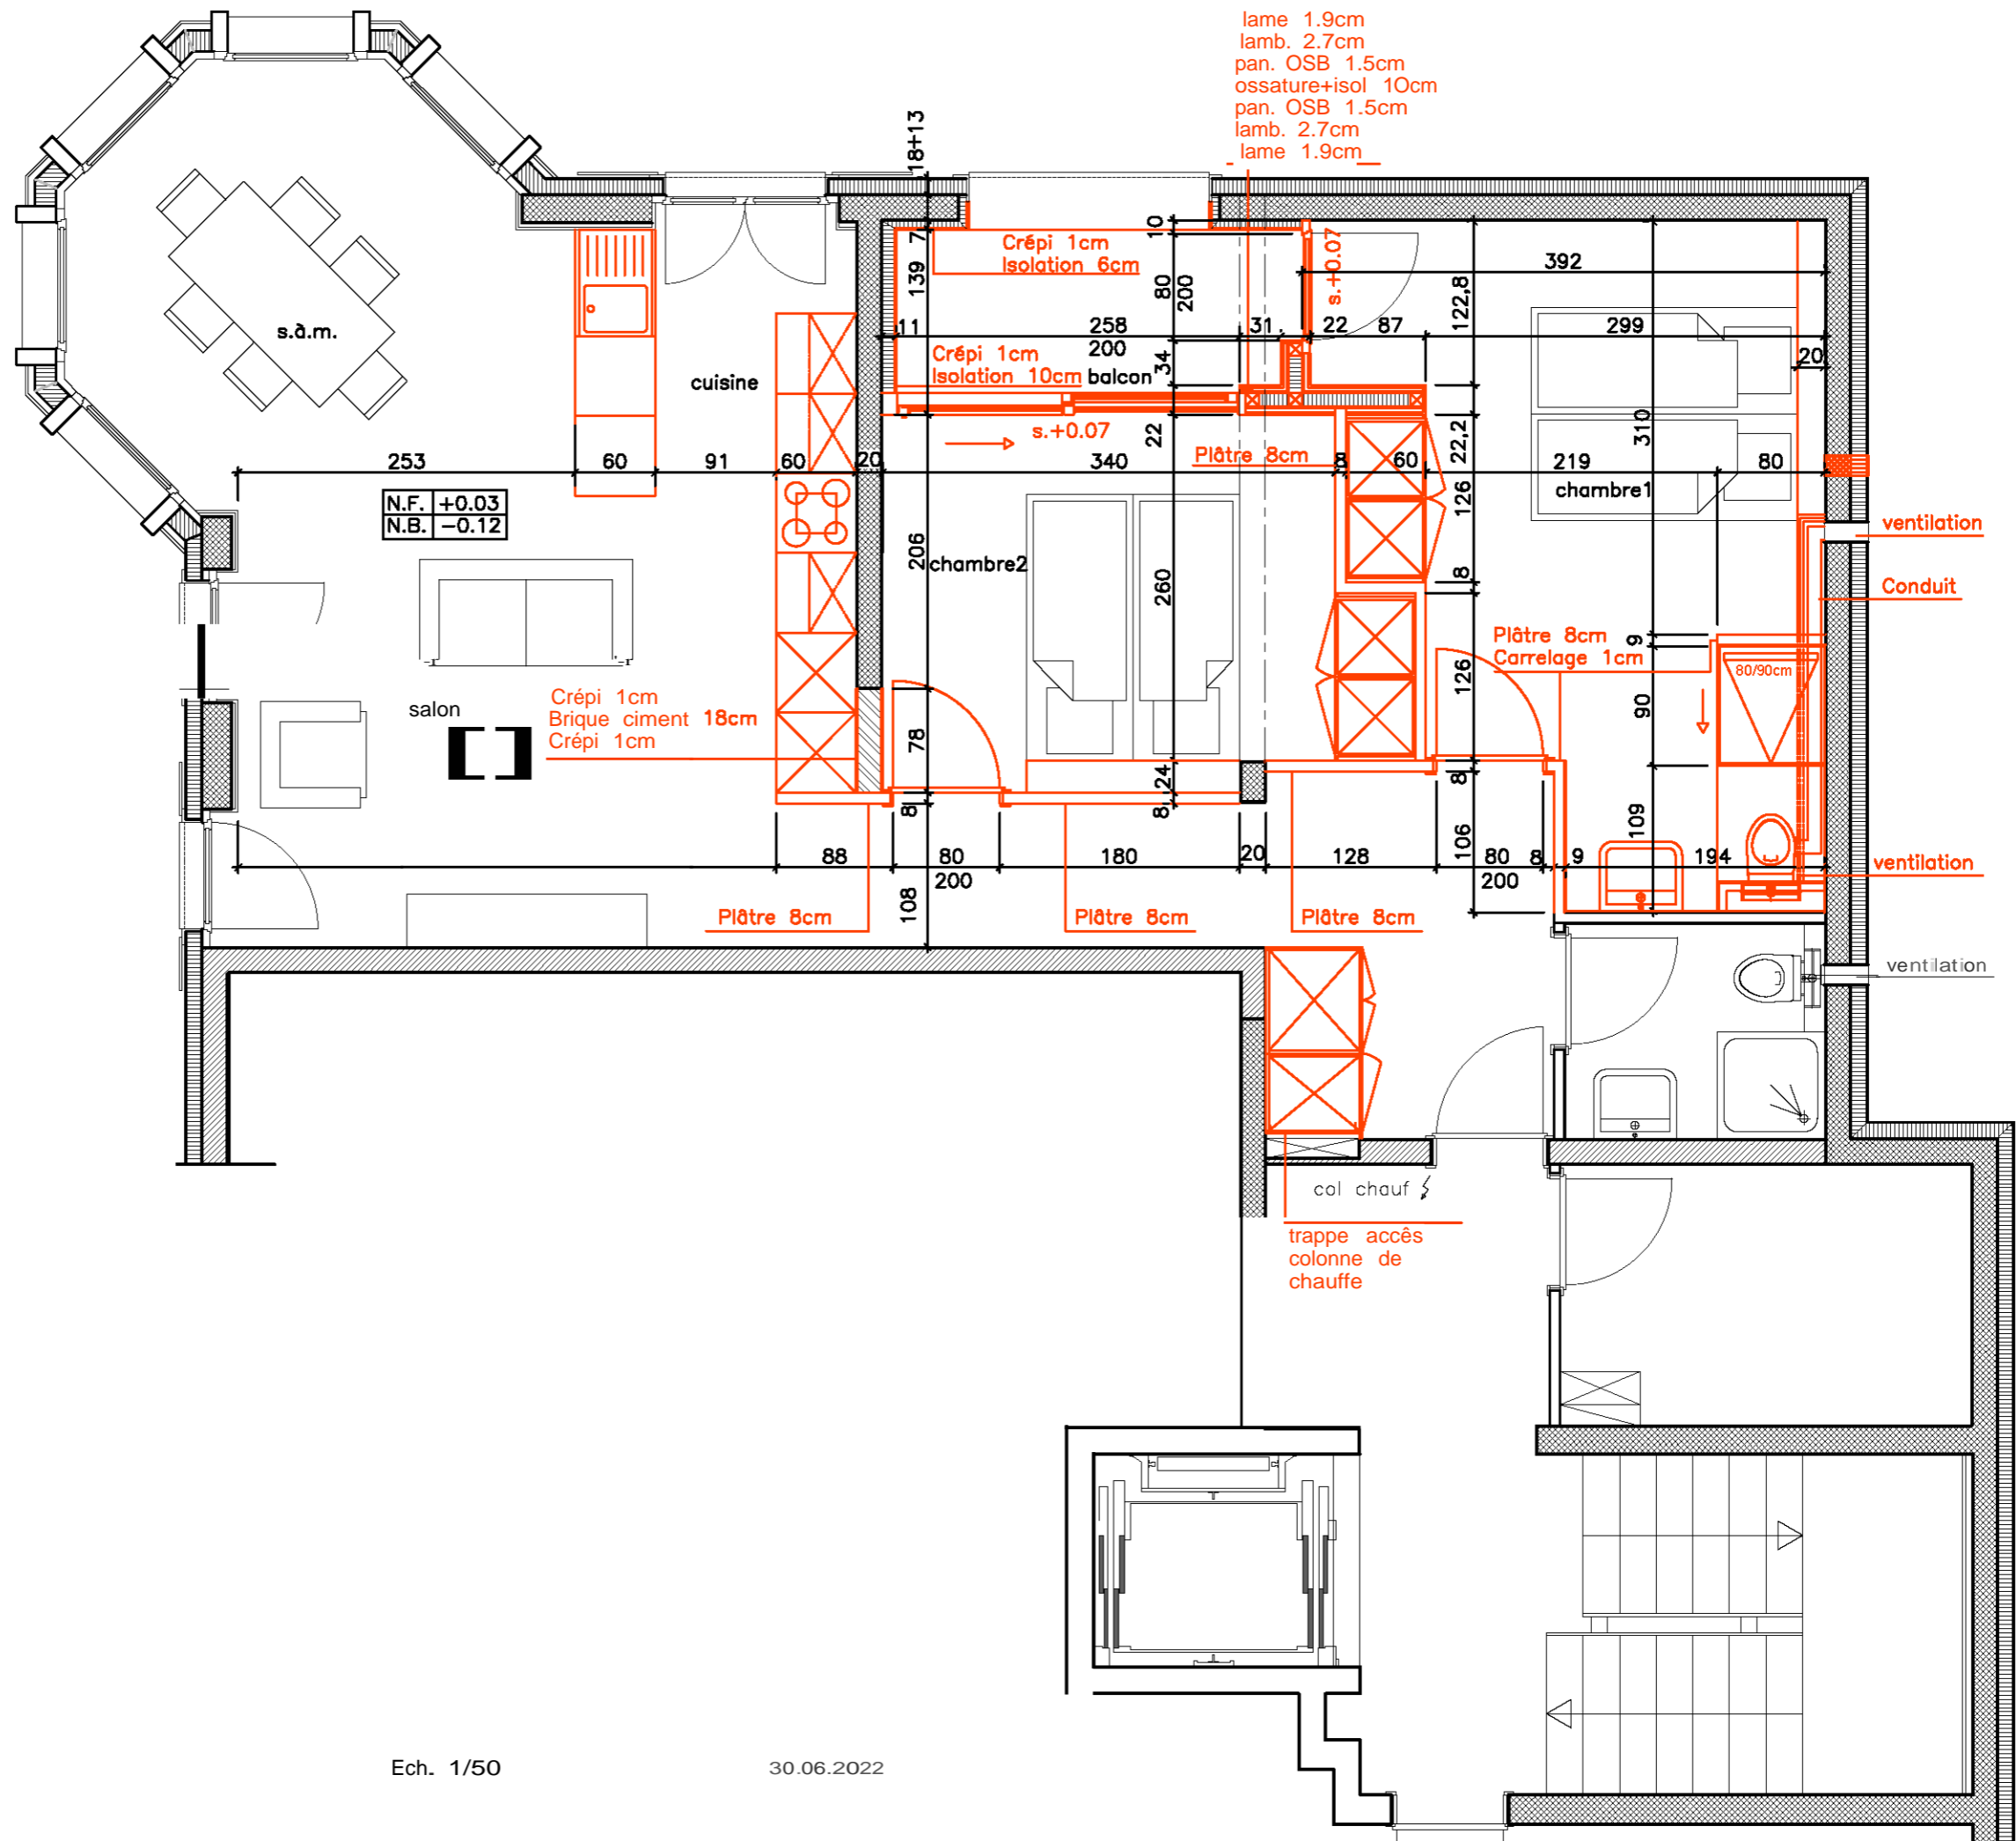 lame 1.9cm
lamb. 2.7cm
pan. OSB 1.5cm
ossature+isol 10cm
pan. OSB 1.5cm
lamb. 2.7cm
lame 1.9cm
18+13
7
139
Crépi 1cm
Isolation 6cm
10
80
200
s.+0.07
392
122,8
11
258
31
22
87
299
200
34
20
s.à.m.
cuisine
Crépi 1cm
Isolation 10cm
balcon
s.+0.07
22
22,2
310
Plâtre 8cm
253
60
91
60
20
340
8
60
219
80
chambre1
N.F. +0.03
N.B. -0.12
126
ventilation
206
chambre2
260
8
Conduit
Plâtre 8cm
Carrelage 1cm
9
80/90cm
126
90
salon
Crépi 1cm
Brique ciment 18cm
Crépi 1cm
78
24
8
8
8
109
106
88
80
200
180
20
128
80
200
8
9
194
ventilation
108
Plâtre 8cm
Plâtre 8cm
Plâtre 8cm
ventilation
col chauf
trappe accês
colonne de
chauffe
Ech. 1/50
30.06.2022